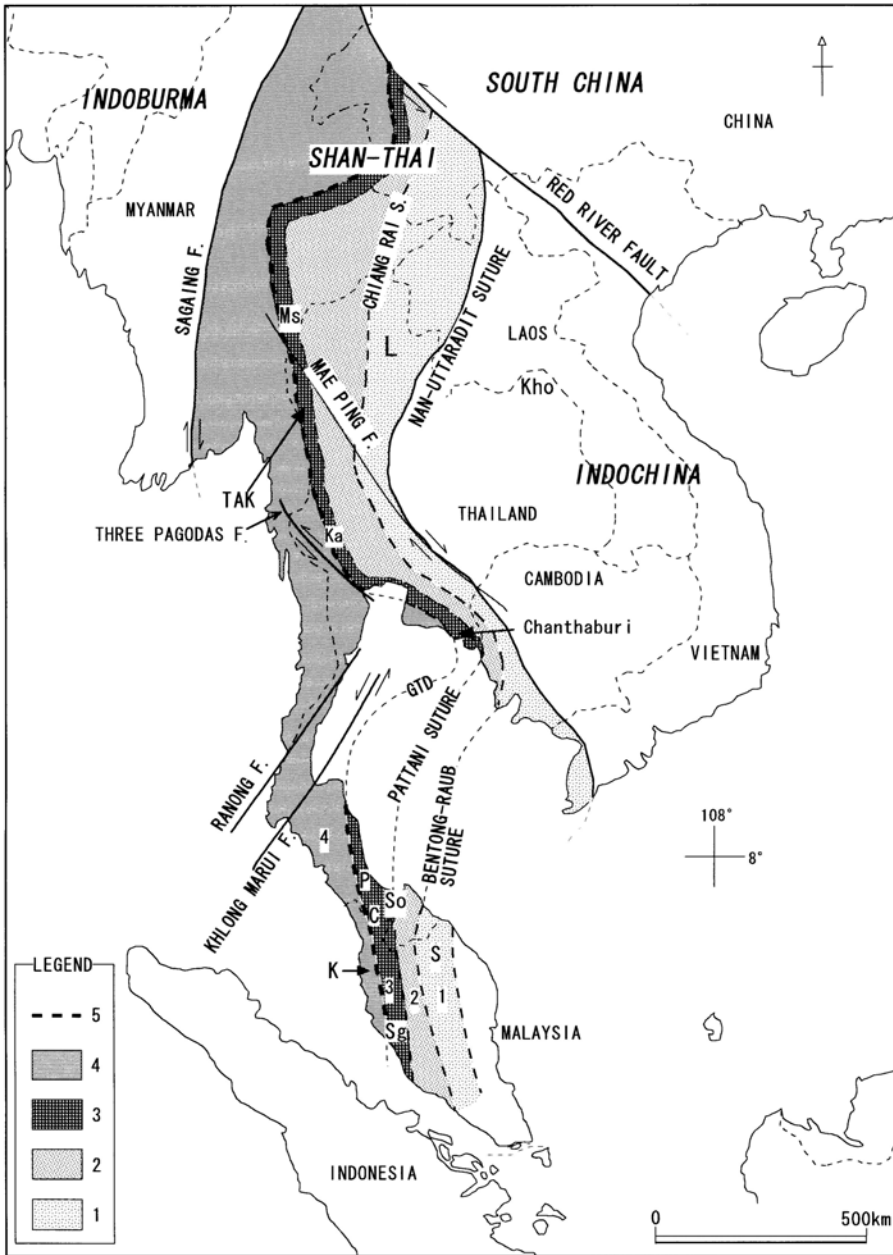 INDOBURMA
SOUTH CHINA
CHINA
SHAN-THAI
MYANMAR
RED RIVER FAULT
SAGAING F.
CHIANG RAI S.
NAN-UTTARADIT SUTURE
Ms
L
LAOS
Kho
MAE PING F.
INDOCHINA
TAK
THREE PAGODAS F.
Ka
THAILAND
CAMBODIA
Chanthaburi
VIETNAM
GTD
PATTANI SUTURE
BENTONG-RAUB
SUTURE
RANONG F.
KHLONG MARUI F.
108°
8°
4
P
C
So
K
S
3
2
1
Sg
MALAYSIA
INDONESIA
LEGEND
5
4
3
2
1
0 500km